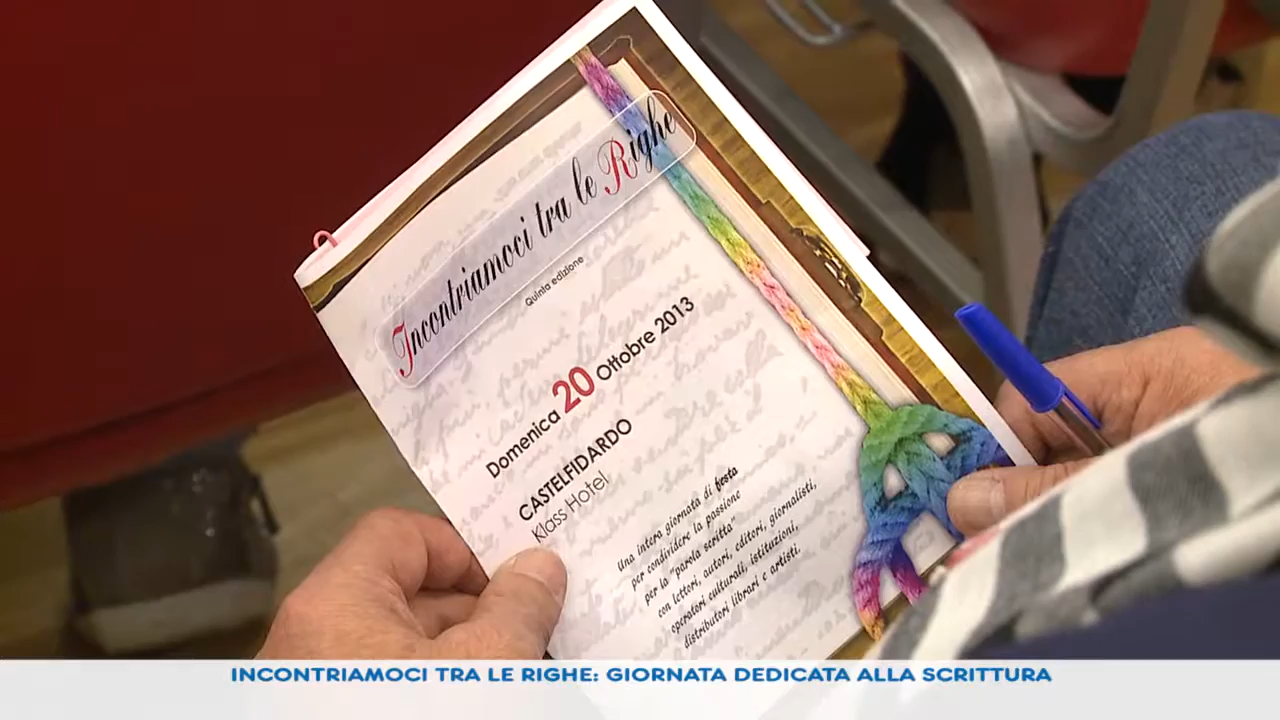 Incontriamoci tra le Righe
Quinta edizione
Domenica 20 Ottobre 2013
CASTELFIDARDO
Klass Hotel
Una intera giornata di festa
per condividere la passione
per la "parola scritta"
con lettori, autori, editori, giornalisti,
operatori culturali, istituzioni,
distributori librari e artisti.
INCONTRIAMOCI TRA LE RIGHE: GIORNATA DEDICATA ALLA SCRITTURA